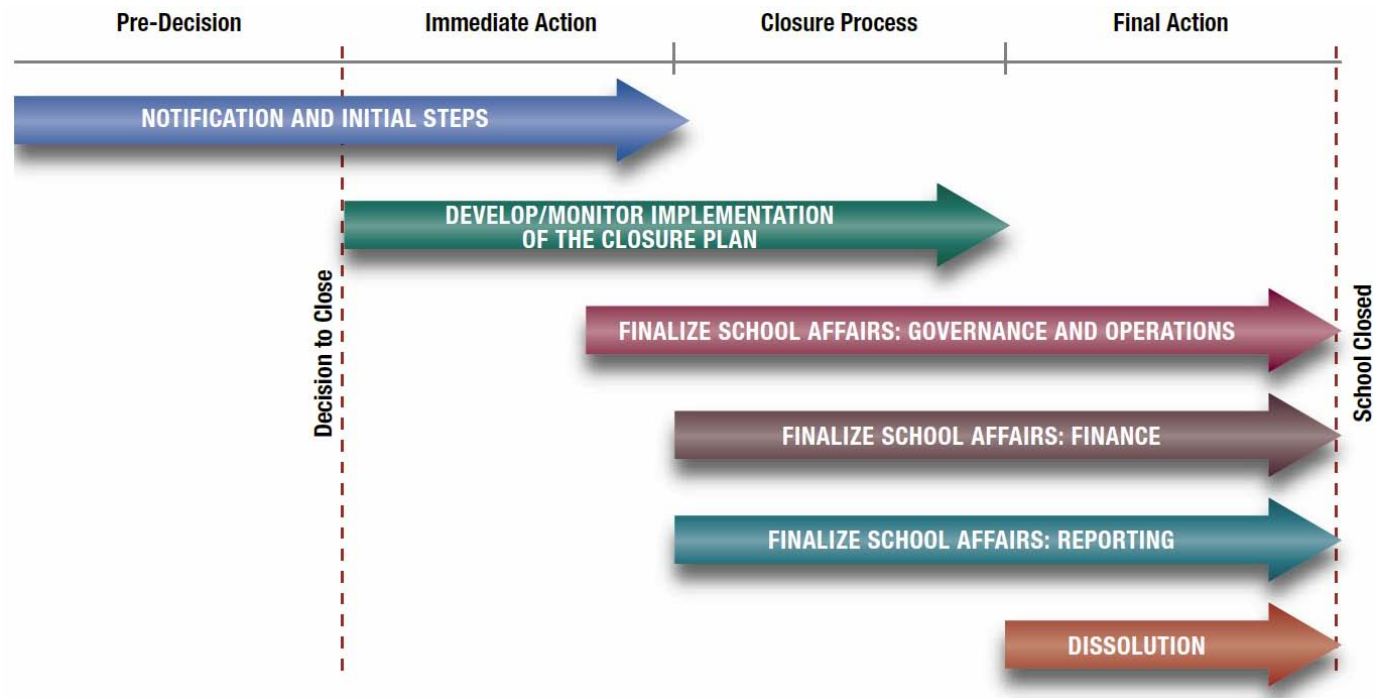 Pre-Decision
Immediate Action
Closure Process
Final Action
NOTIFICATION AND INITIAL STEPS
DEVELOP/MONITOR IMPLEMENTATION
OF THE CLOSURE PLAN
Decision to Close
FINALIZE SCHOOL AFFAIRS: GOVERNANCE AND OPERATIONS
School Closed
FINALIZE SCHOOL AFFAIRS: FINANCE
FINALIZE SCHOOL AFFAIRS: REPORTING
DISSOLUTION